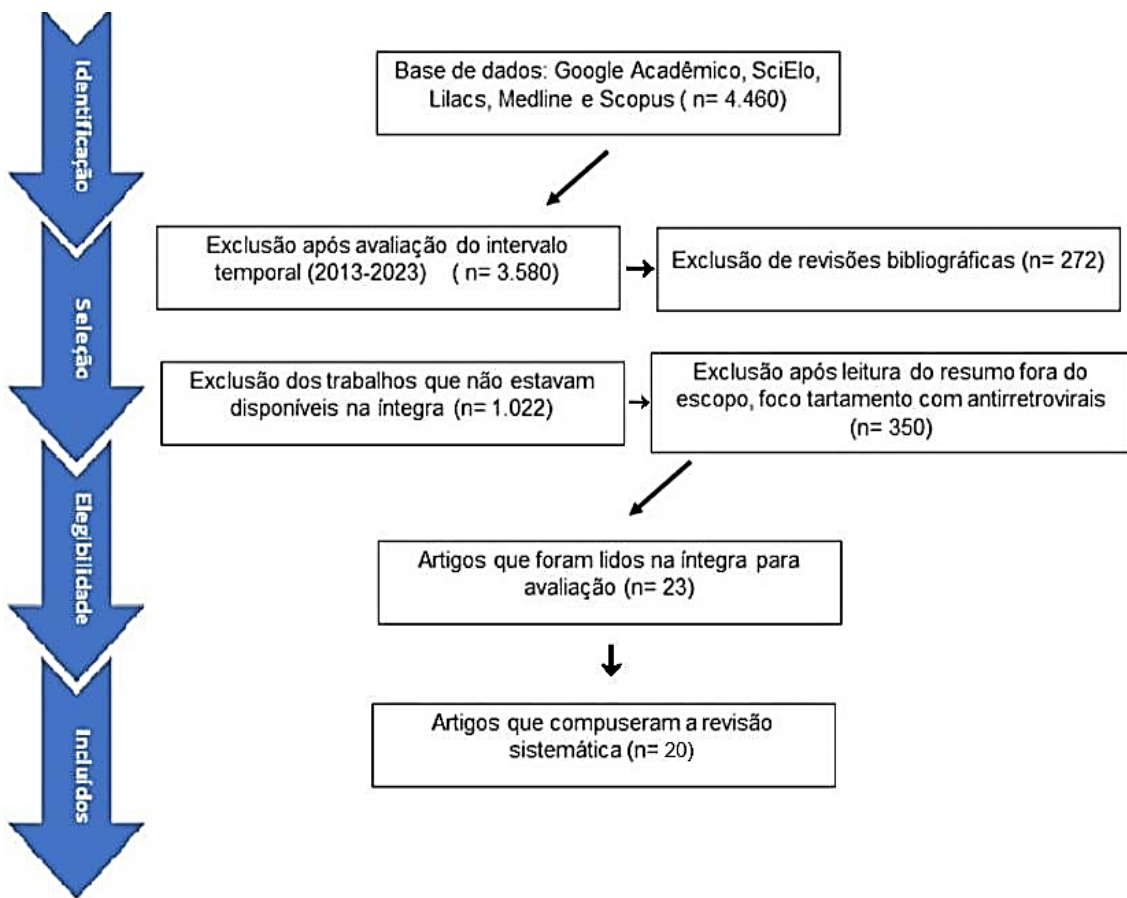 Identificação
Base de dados: Google Acadêmico, SciElo,
Lilacs, Medline e Scopus ( n= 4.460)
Seleção
Exclusão após avaliação do intervalo
temporal (2013-2023) ( n= 3.580)
Exclusão de revisões bibliográficas (n= 272)
Exclusão dos trabalhos que não estavam
disponíveis na íntegra (n= 1.022)
Exclusão após leitura do resumo fora do
escopo, foco tartamento com antirretrovirais
(n= 350)
Elegibilidade
Artigos que foram lidos na íntegra para
avaliação (n= 23)
Incluídos
Artigos que compuseram a revisão
sistemática (n= 20)